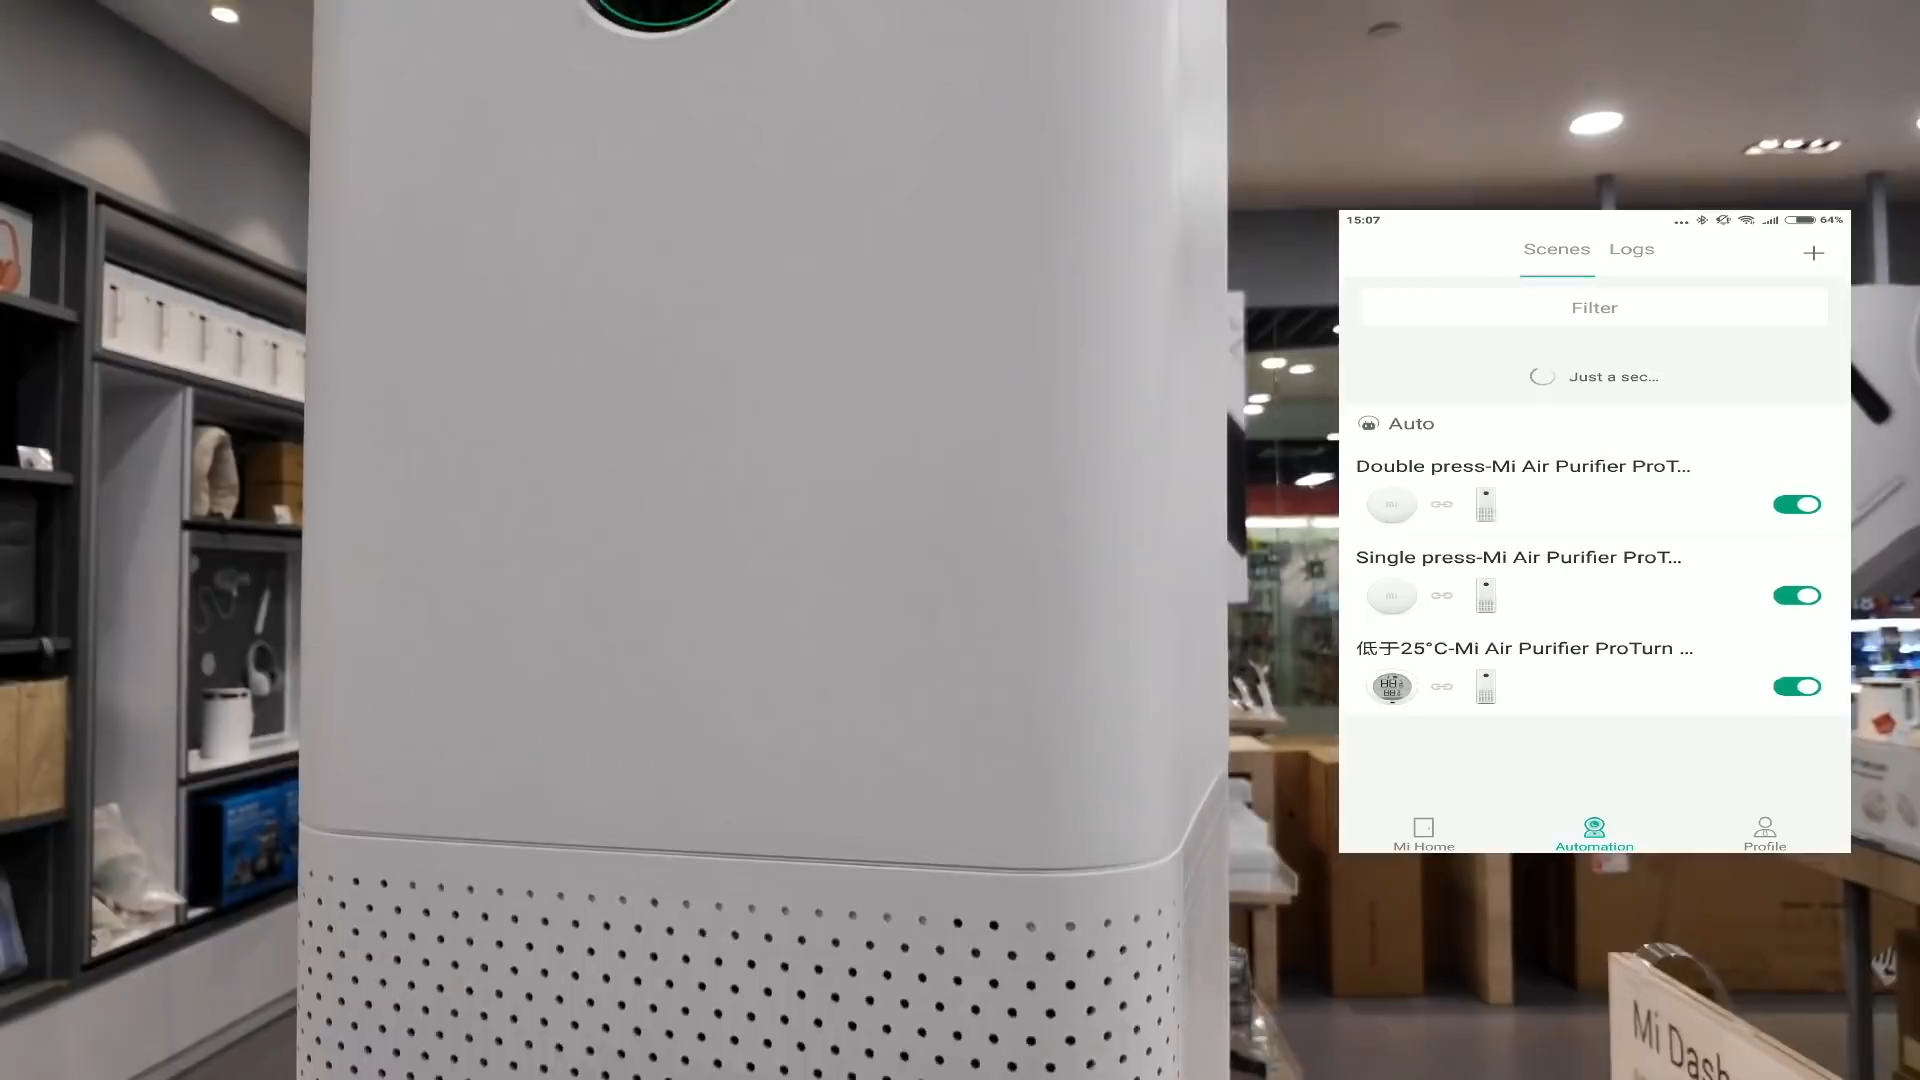 15:07
64%
Scenes
Logs
Filter
Just a sec...
Auto
Double press-Mi Air Purifier ProT...
Single press-Mi Air Purifier ProT...
低于25°C-Mi Air Purifier ProTurn ...
Mi Home
Automation
Profile
Mi Dash